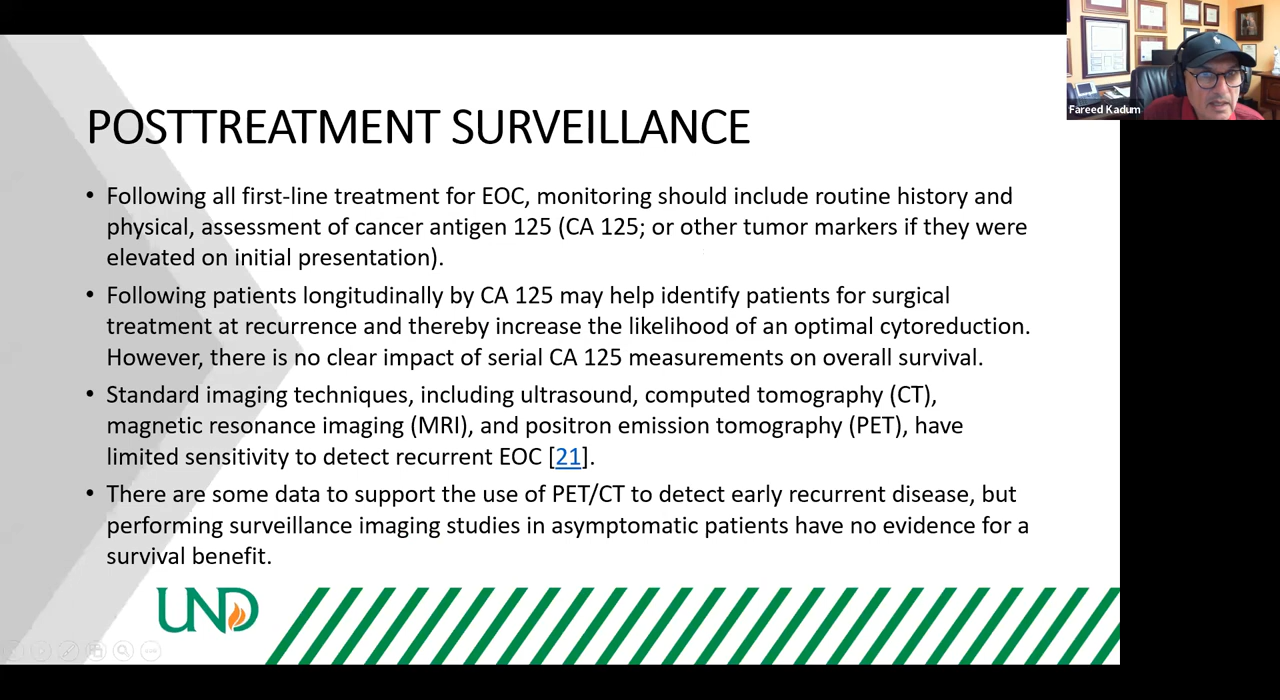 Fareed Kadum
POSTTREATMENT SURVEILLANCE
• Following all first-line treatment for EOC, monitoring should include routine history and
physical, assessment of cancer antigen 125 (CA 125; or other tumor markers if they were
elevated on initial presentation).
• Following patients longitudinally by CA 125 may help identify patients for surgical
treatment at recurrence and thereby increase the likelihood of an optimal cytoreduction.
However, there is no clear impact of serial CA 125 measurements on overall survival.
• Standard imaging techniques, including ultrasound, computed tomography (CT),
magnetic resonance imaging (MRI), and positron emission tomography (PET), have
limited sensitivity to detect recurrent EOC [21].
• There are some data to support the use of PET/CT to detect early recurrent disease, but
performing surveillance imaging studies in asymptomatic patients have no evidence for a
survival benefit.
UND